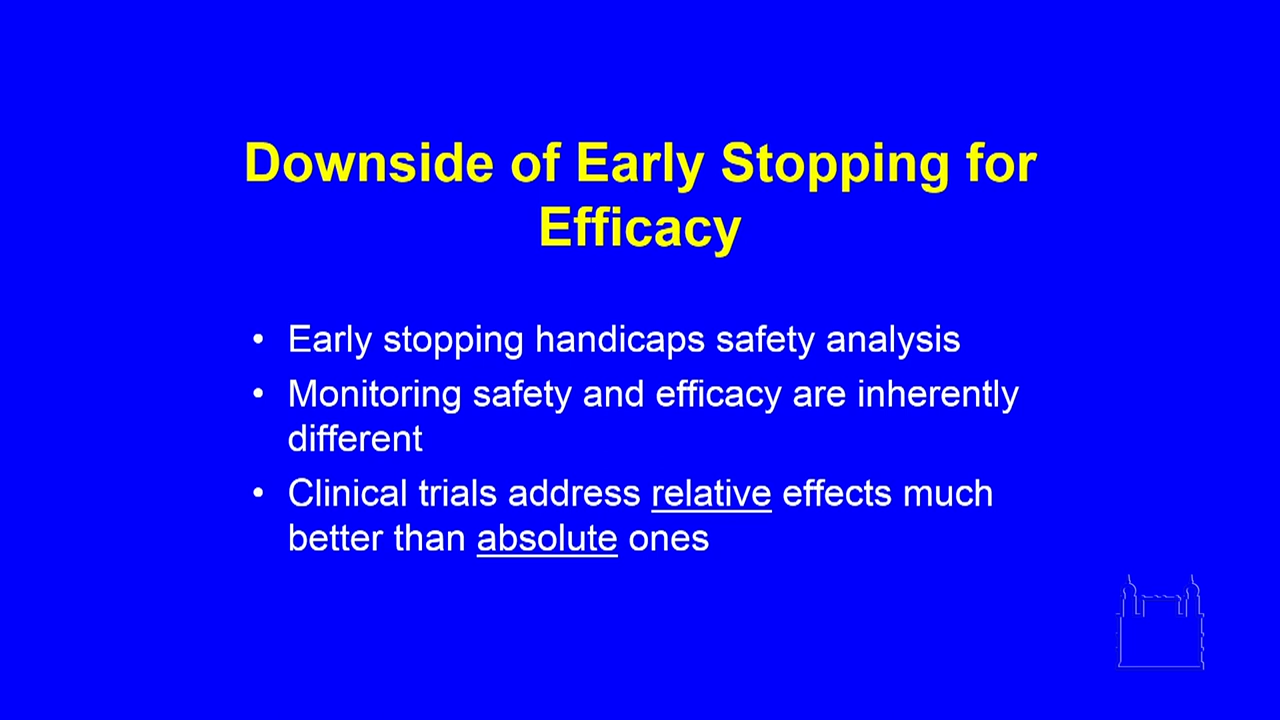 Downside of Early Stopping for
Efficacy
• Early stopping handicaps safety analysis
• Monitoring safety and efficacy are inherently
different
• Clinical trials address relative effects much
better than absolute ones